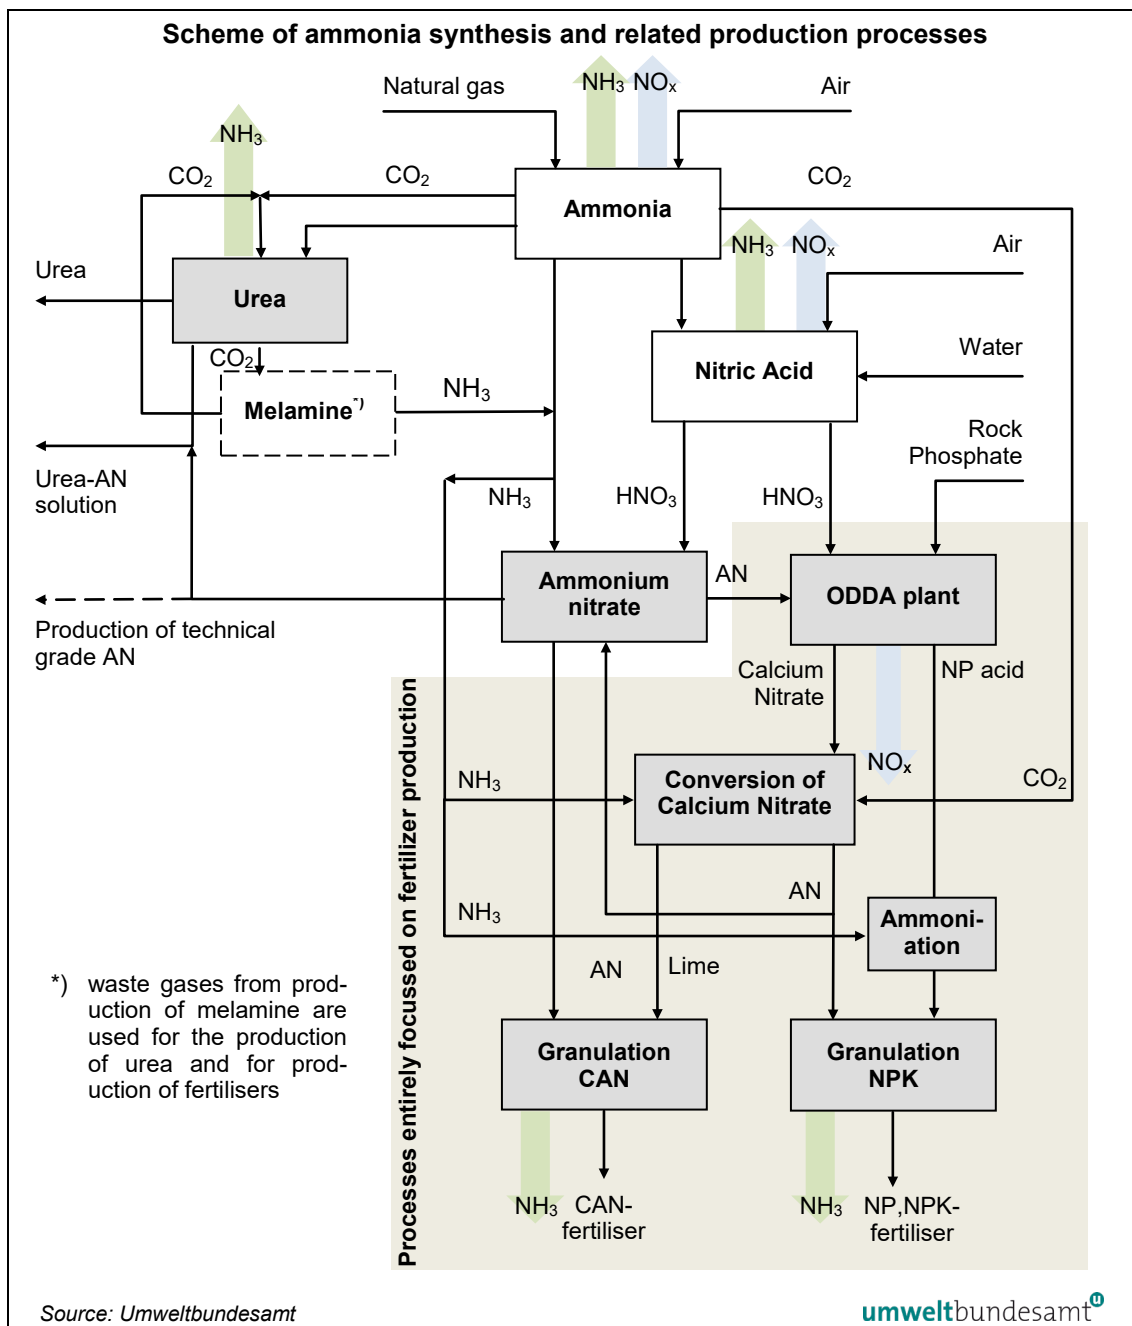 Scheme of ammonia synthesis and related production processes
Natural gas
NH₃
NOₓ
Air
NH₃
CO₂
CO₂
Ammonia
CO₂
NH₃
NOₓ
Air
Urea
Urea
CO₂
Water
Nitric Acid
Melamine*)
NH₃
Rock
Phosphate
Urea-AN
solution
NH₃
HNO₃
HNO₃
Ammonium
nitrate
AN
ODDA plant
Production of technical
grade AN
Calcium
Nitrate
NP acid
Processes entirely focussed on fertilizer production
NOₓ
NH₃
Conversion of
Calcium Nitrate
CO₂
AN
NH₃
Ammoni-
ation
AN
Lime
*) waste gases from prod-
uction of melamine are
used for the production
of urea and for pro-
duction of fertilisers
Granulation
CAN
Granulation
NPK
NH₃
CAN-
fertiliser
NH₃
NP,NPK-
fertiliser
Source: Umweltbundesamt
umweltbundesamt u